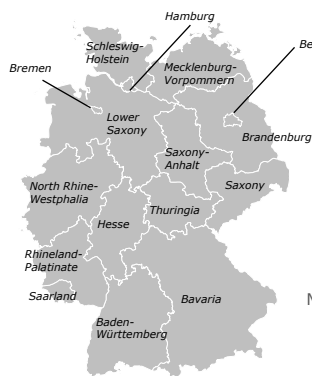 Hamburg
Schleswig-
Holstein
Be
Mecklenburg-
Vorpommern
Bremen
Lower
Saxony
Brandenburg
Saxony-
Anhalt
North Rhine-
Westphalia
Saxony
Thuringia
Hesse
Rhineland-
Palatinate
Saarland
Bavaria
N
Baden-
Württemberg